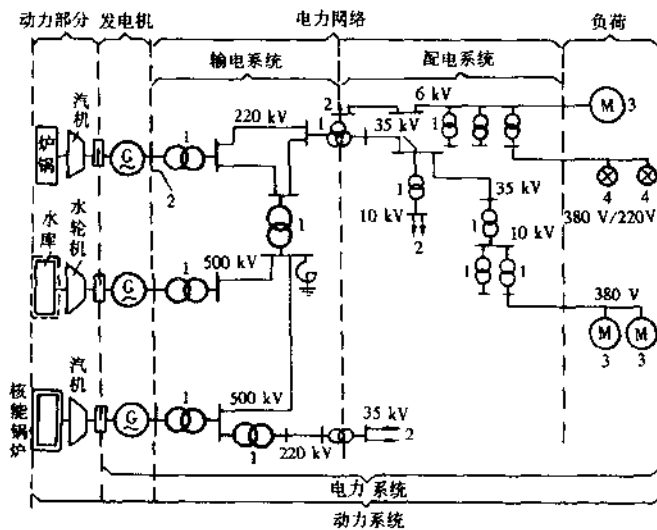 动力部分 发电机 电力网络 负荷
输电系统 配电系统
汽机 220 kV 1 2 6 kV M 3
炉锅 G 1 35 kV 1
2 1 35 kV 4 4
水库 水轮机 1 10 kV 2 1 10 kV 380 V/220V
G 1 500 kV 1 1 380 V
M M
3 3
汽机
核能锅炉 G 1 500 kV 35 kV
1 220 kV 2
电力系统
动力系统